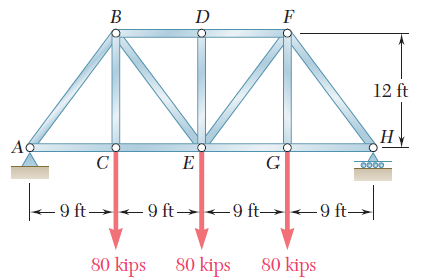 B D F
12 ft
A C E G H
9 ft 9 ft 9 ft 9 ft
80 kips 80 kips 80 kips